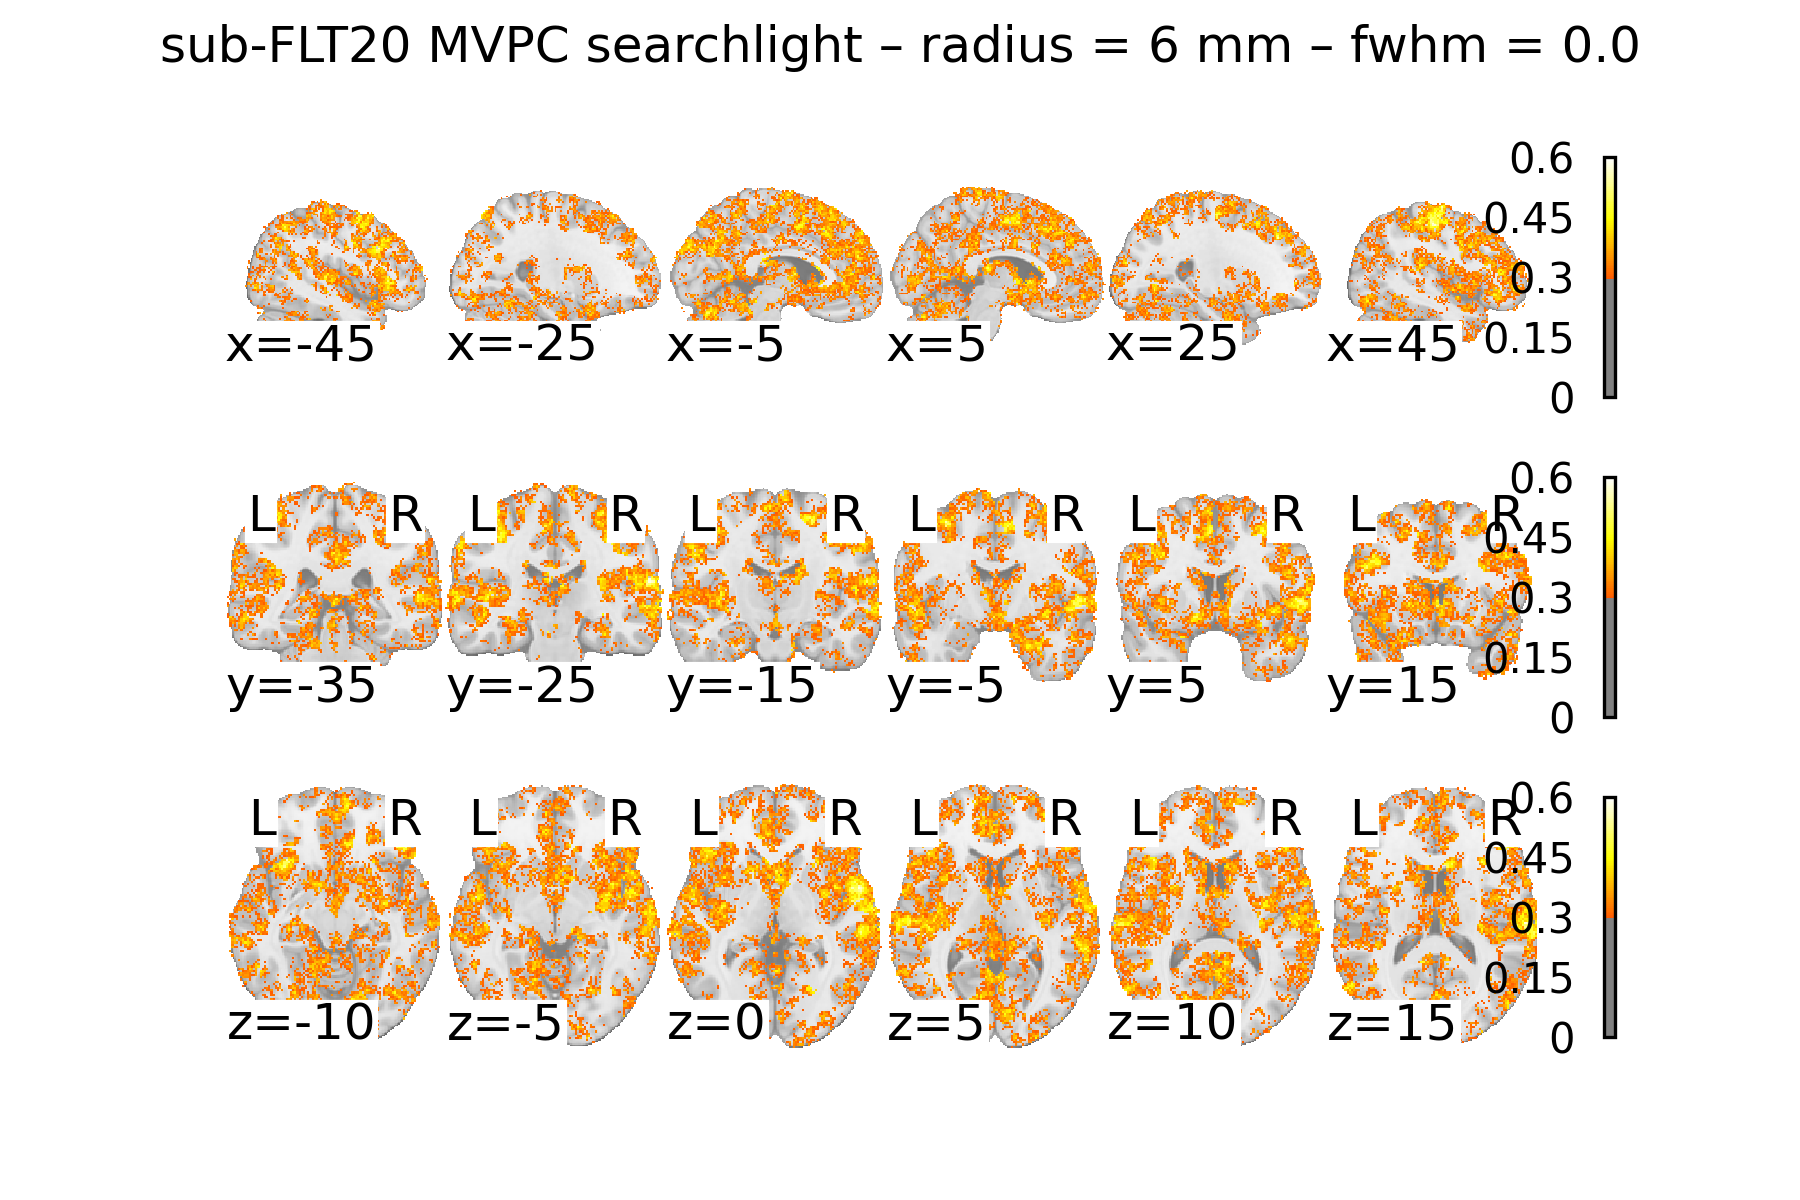 sub-FLT20 MVPC searchlight – radius = 6 mm – fwhm = 0.0
0.6
0.45
0.3
0.15
0
x=-45 x=-25 x=-5 x=5 x=25 x=45
L R L R L R L R L R L R
0.6
0.45
0.3
0.15
0
y=-35 y=-25 y=-15 y=-5 y=5 y=15
L R L R L R L R L R L R
0.6
0.45
0.3
0.15
0
z=-10 z=-5 z=0 z=5 z=10 z=15